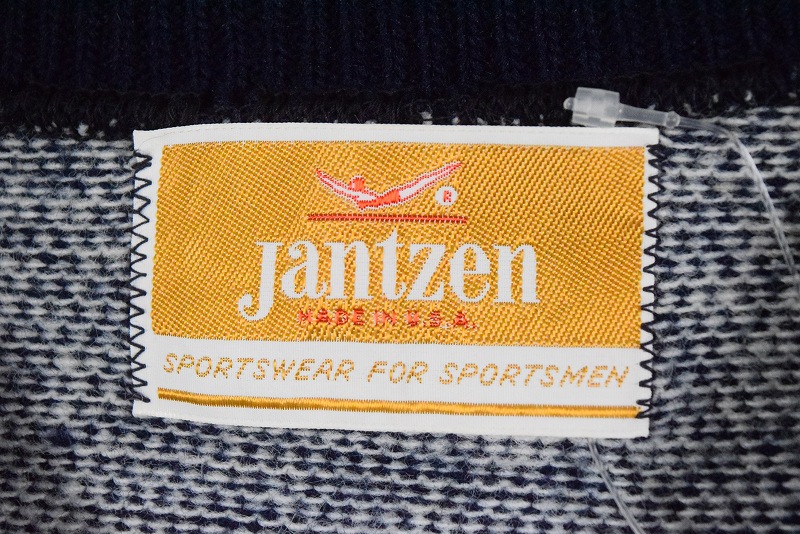 ®
Jantzen
MADE IN U.S.A.
SPORTSWEAR FOR SPORTSMEN